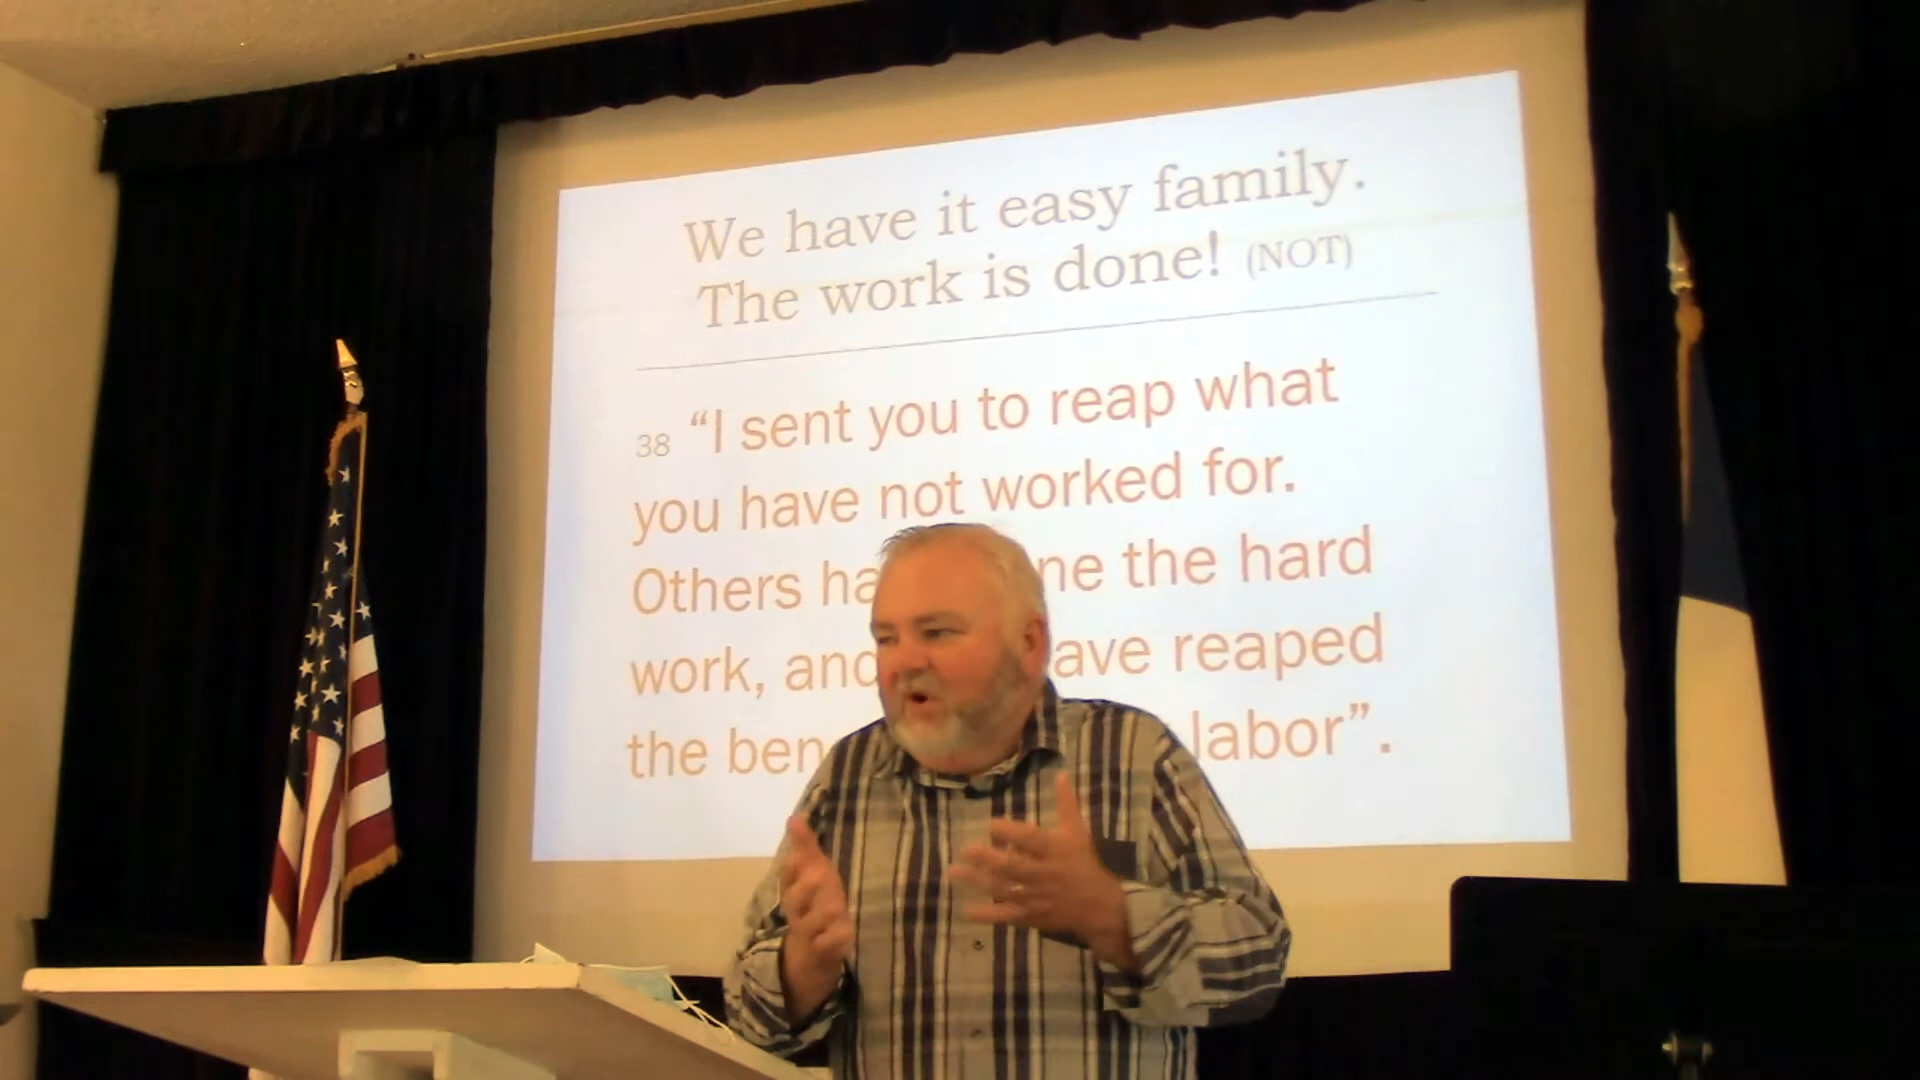 We have it easy family.
The work is done! (NOT)
38 “I sent you to reap what
you have not worked for.
Others ha ne the hard
work, and ave reaped
the ben labor”.